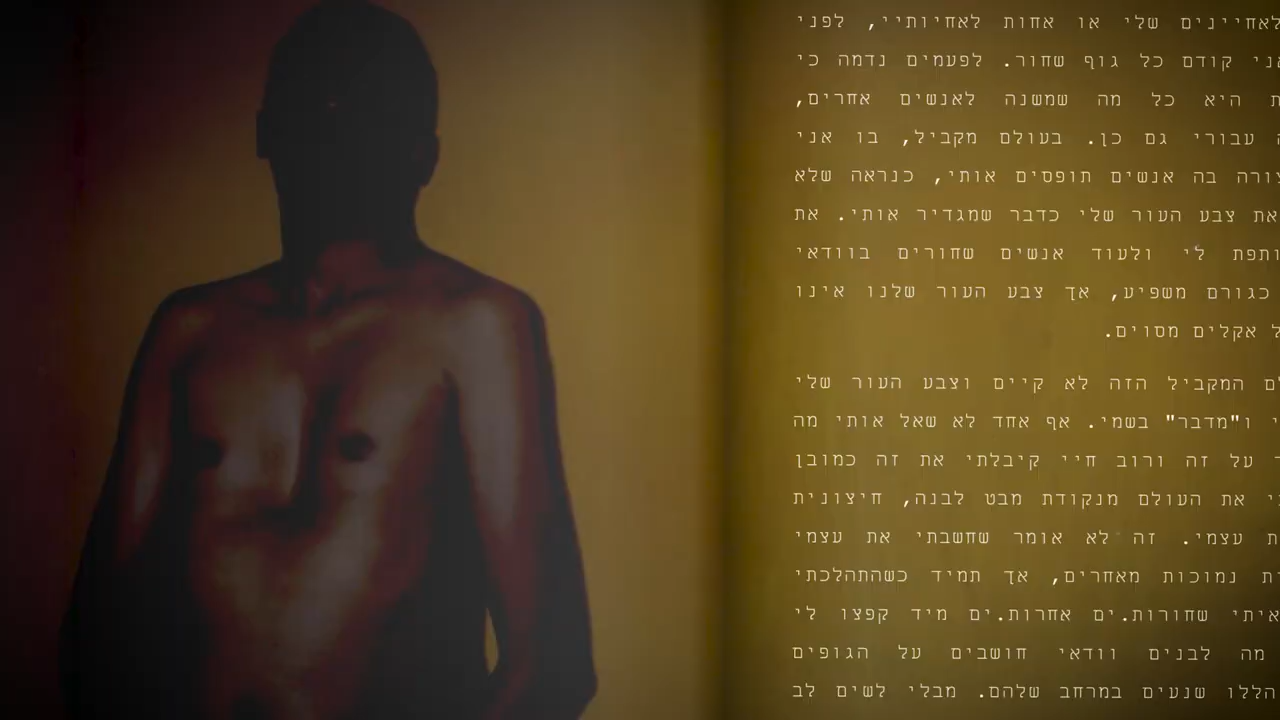 לאחיינים שלי או אחות לאחיותיי, לפני
קודם כל גוף שחור. לפעמים נדמה כי
היא כל מה שמשנה לאנשים אחרים,
עבורי גם כן. בעולם מקביל, בו אני
בה אנשים תופסים אותי, כנראה שלא
את צבע העור שלי כדבר שמגדיר אותי. את
לי ולעוד אנשים שחורים בוודאי
כגורם משפיע, אך צבע העור שלנו אינו
אקלים מסוים.
המקביל הזה לא קיים וצבע העור שלי
ו"מדבר" בשמי. אף אחד לא שאל אותי מה
על זה ורוב חיי קיבלתי את זה כמובן
את העולם מנקודת מבט לבנה, חיצונית
עצמי. זה לא אומר שחשבתי את עצמי
נמוכות מאחרים, אך תמיד כשהתהלכתי
שחורות.ים אחרות.ים מיד קפצו לי
מה לבנים וודאי חושבים על הגופים
הללו שנעים במרחב שלהם. מבלי לשים לב